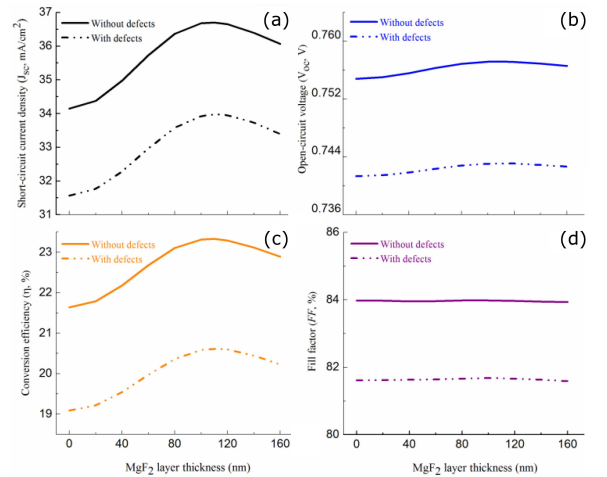 (a)
Without defects
With defects
Short-circuit current density (J_SC, mA/cm²)
37
36
35
34
33
32
31
(b)
Without defects
With defects
Open-circuit voltage (V_OC, V)
0.760
0.752
0.744
0.736
(c)
Without defects
With defects
Conversion efficiency (η, %)
23
22
21
20
19
0 40 80 120 160
MgF₂ layer thickness (nm)
(d)
Without defects
With defects
Fill factor (FF, %)
86
84
82
80
0 40 80 120 160
MgF₂ layer thickness (nm)